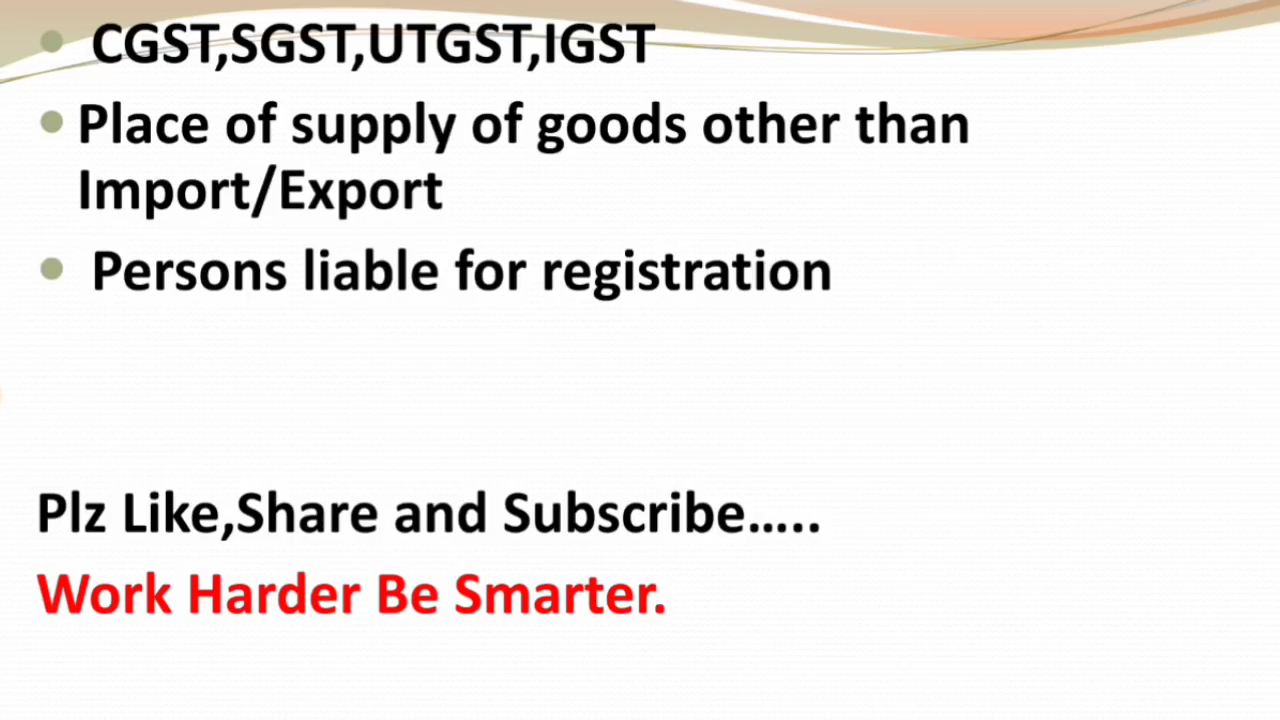 CGST,SGST,UTGST,IGST
Place of supply of goods other than
Import/Export
Persons liable for registration
Plz Like,Share and Subscribe…..
Work Harder Be Smarter.